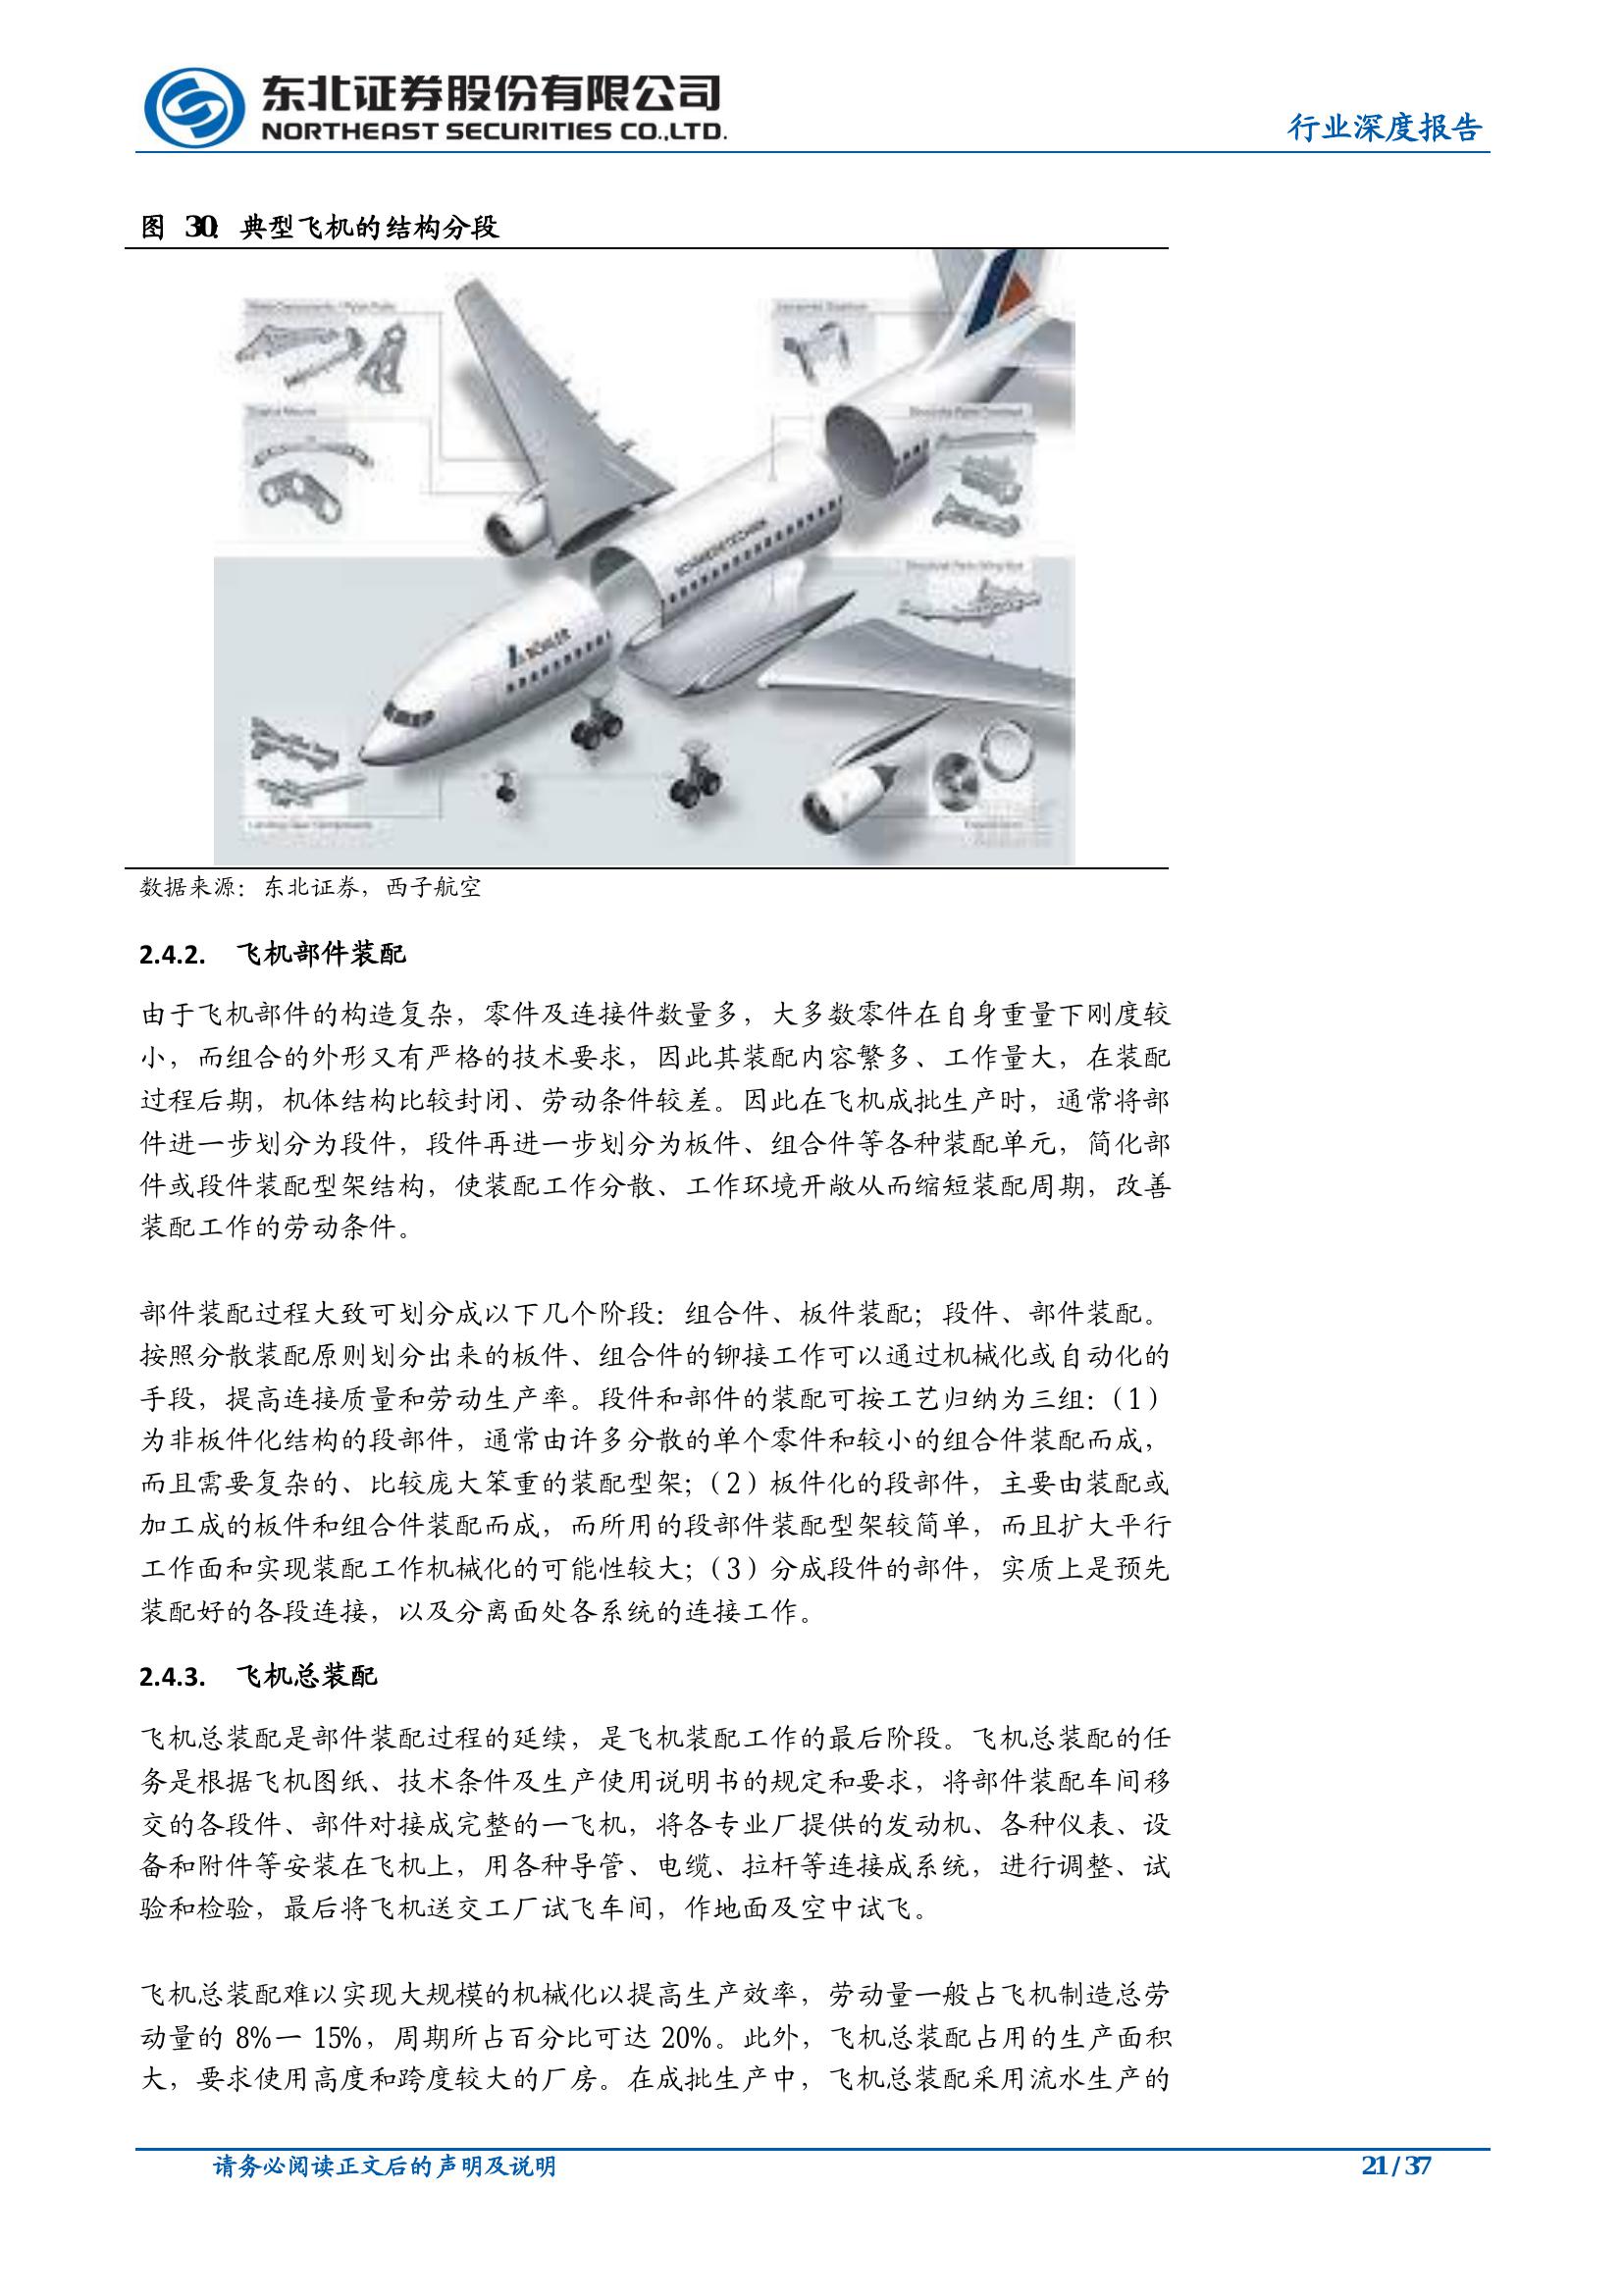 东北证券股份有限公司
NORTHEAST SECURITIES CO.,LTD.
行业深度报告
图 30: 典型飞机的结构分段
数据来源：东北证券，西子航空
2.4.2. 飞机部件装配
由于飞机部件的构造复杂，零件及连接件数量多，大多数零件在自身重量下刚度较
小，而组合的外形又有严格的技术要求，因此其装配内容繁多、工作量大，在装配
过程后期，机体结构比较封闭、劳动条件较差。因此在飞机成批生产时，通常将部
件进一步划分为段件，段件再进一步划分为板件、组合件等各种装配单元，简化部
件或段件装配型架结构，使装配工作分散、工作环境开敞从而缩短装配周期，改善
装配工作的劳动条件。
部件装配过程大致可划分成以下几个阶段：组合件、板件装配；段件、部件装配。
按照分散装配原则划分出来的板件、组合件的铆接工作可以通过机械化或自动化的
手段，提高连接质量和劳动生产率。段件和部件的装配可按工艺归纳为三组：（1）
为非板件化结构的段部件，通常由许多分散的单个零件和较小的组合件装配而成，
而且需要复杂的、比较庞大笨重的装配型架；（2）板件化的段部件，主要由装配或
加工成的板件和组合件装配而成，而所用的段部件装配型架较简单，而且扩大平行
工作面和实现装配工作机械化的可能性较大；（3）分成段件的部件，实质上是预先
装配好的各段连接，以及分离面处各系统的连接工作。
2.4.3. 飞机总装配
飞机总装配是部件装配过程的延续，是飞机装配工作的最后阶段。飞机总装配的任
务是根据飞机图纸、技术条件及生产使用说明书的规定和要求，将部件装配车间移
交的各段件、部件对接成完整的一飞机，将各专业厂提供的发动机、各种仪表、设
备和附件等安装在飞机上，用各种导管、电缆、拉杆等连接成系统，进行调整、试
验和检验，最后将飞机送交工厂试飞车间，作地面及空中试飞。
飞机总装配难以实现大规模的机械化以提高生产效率，劳动量一般占飞机制造总劳
动量的 8%一 15%，周期所占百分比可达 20%。此外，飞机总装配占用的生产面积
大，要求使用高度和跨度较大的厂房。在成批生产中，飞机总装配采用流水生产的
请务必阅读正文后的声明及说明
21 / 37